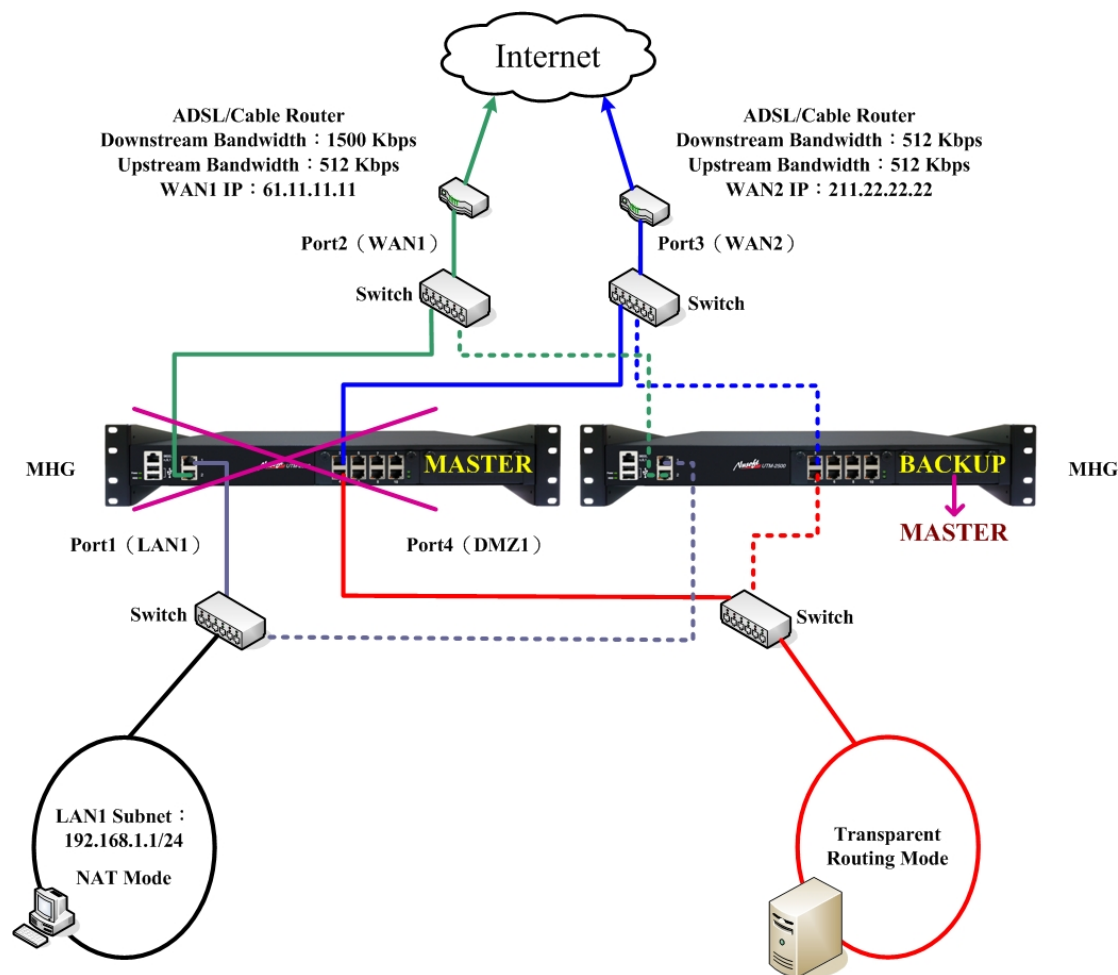 Internet
ADSL/Cable Router
Downstream Bandwidth：1500 Kbps
Upstream Bandwidth：512 Kbps
WAN1 IP：61.11.11.11
ADSL/Cable Router
Downstream Bandwidth：512 Kbps
Upstream Bandwidth：512 Kbps
WAN2 IP：211.22.22.22
Port2（WAN1）
Port3（WAN2）
Switch
Switch
MHG
MASTER
UTM-2500
BACKUP
MHG
MASTER
Port1（LAN1）
Port4（DMZ1）
Switch
Switch
LAN1 Subnet：
192.168.1.1/24
NAT Mode
Transparent
Routing Mode